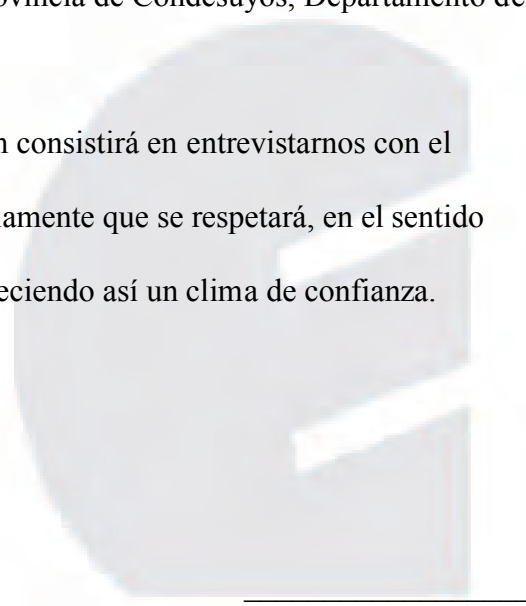 ovincia de Condesuyos, Departamento de
n consistirá en entrevistarnos con el
amente que se respetará, en el sentido
eciendo así un clima de confianza.